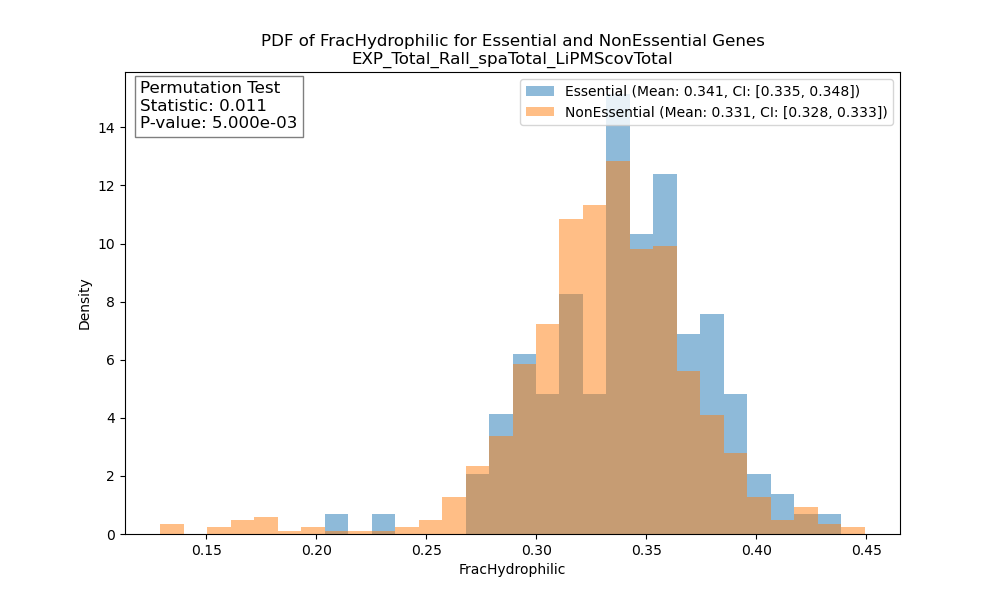 PDF of FracHydrophilic for Essential and NonEssential Genes
EXP_Total_Rall_spaTotal_LiPMScovTotal
Permutation Test
Statistic: 0.011
P-value: 5.000e-03
Essential (Mean: 0.341, CI: [0.335, 0.348])
NonEssential (Mean: 0.331, CI: [0.328, 0.333])
Density
14
12
10
8
6
4
2
0
0.15
0.20
0.25
0.30
0.35
0.40
0.45
FracHydrophilic